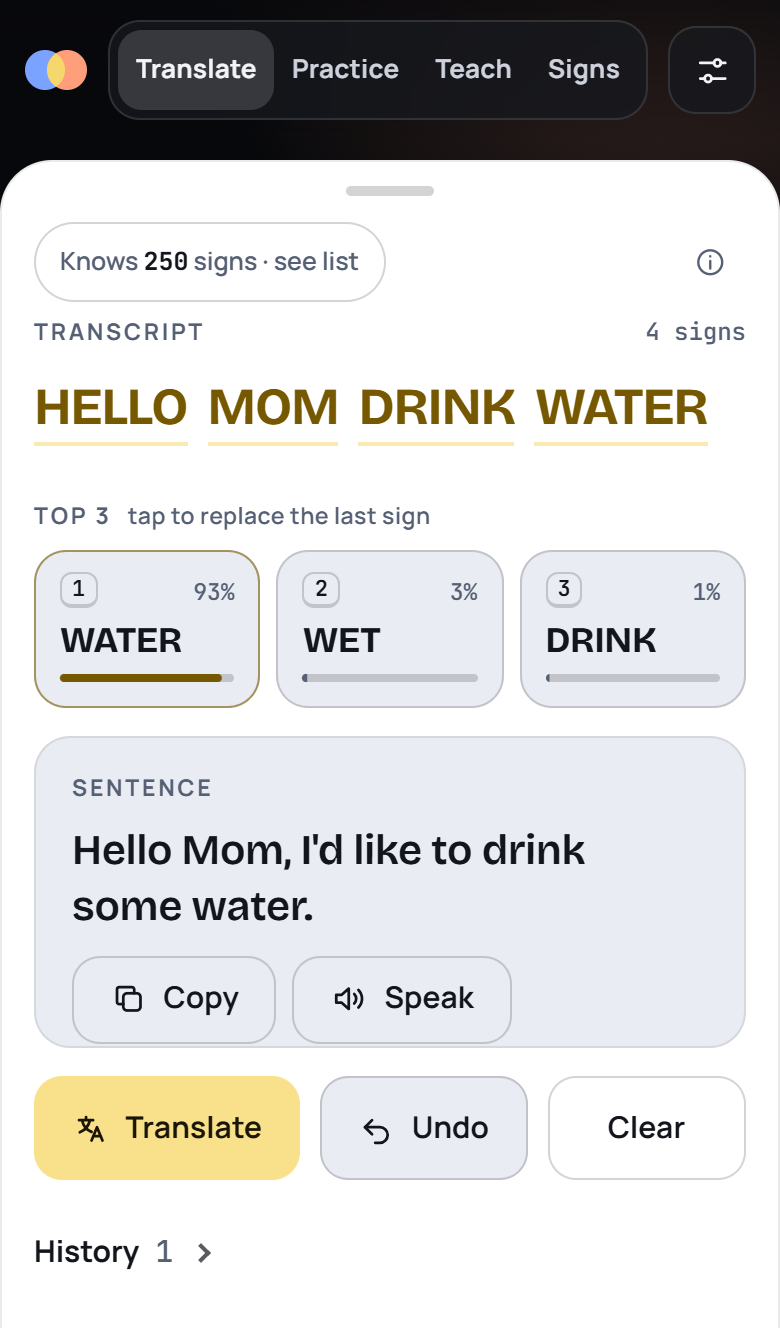 Translate Practice Teach Signs
Knows 250 signs · see list
TRANSCRIPT 4 signs
HELLO MOM DRINK WATER
TOP 3 tap to replace the last sign
1 93% 2 3% 3 1%
WATER WET DRINK
SENTENCE
Hello Mom, I'd like to drink
some water.
Copy Speak
Translate Undo Clear
History 1